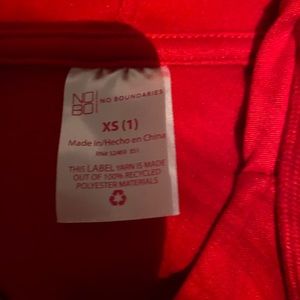 NO
BO
NO BOUNDARIES
XS (1)
Made in/Hecho en China
THIS LABEL YARN IS MADE
OUT OF 100% RECYCLED
POLYESTER MATERIALS